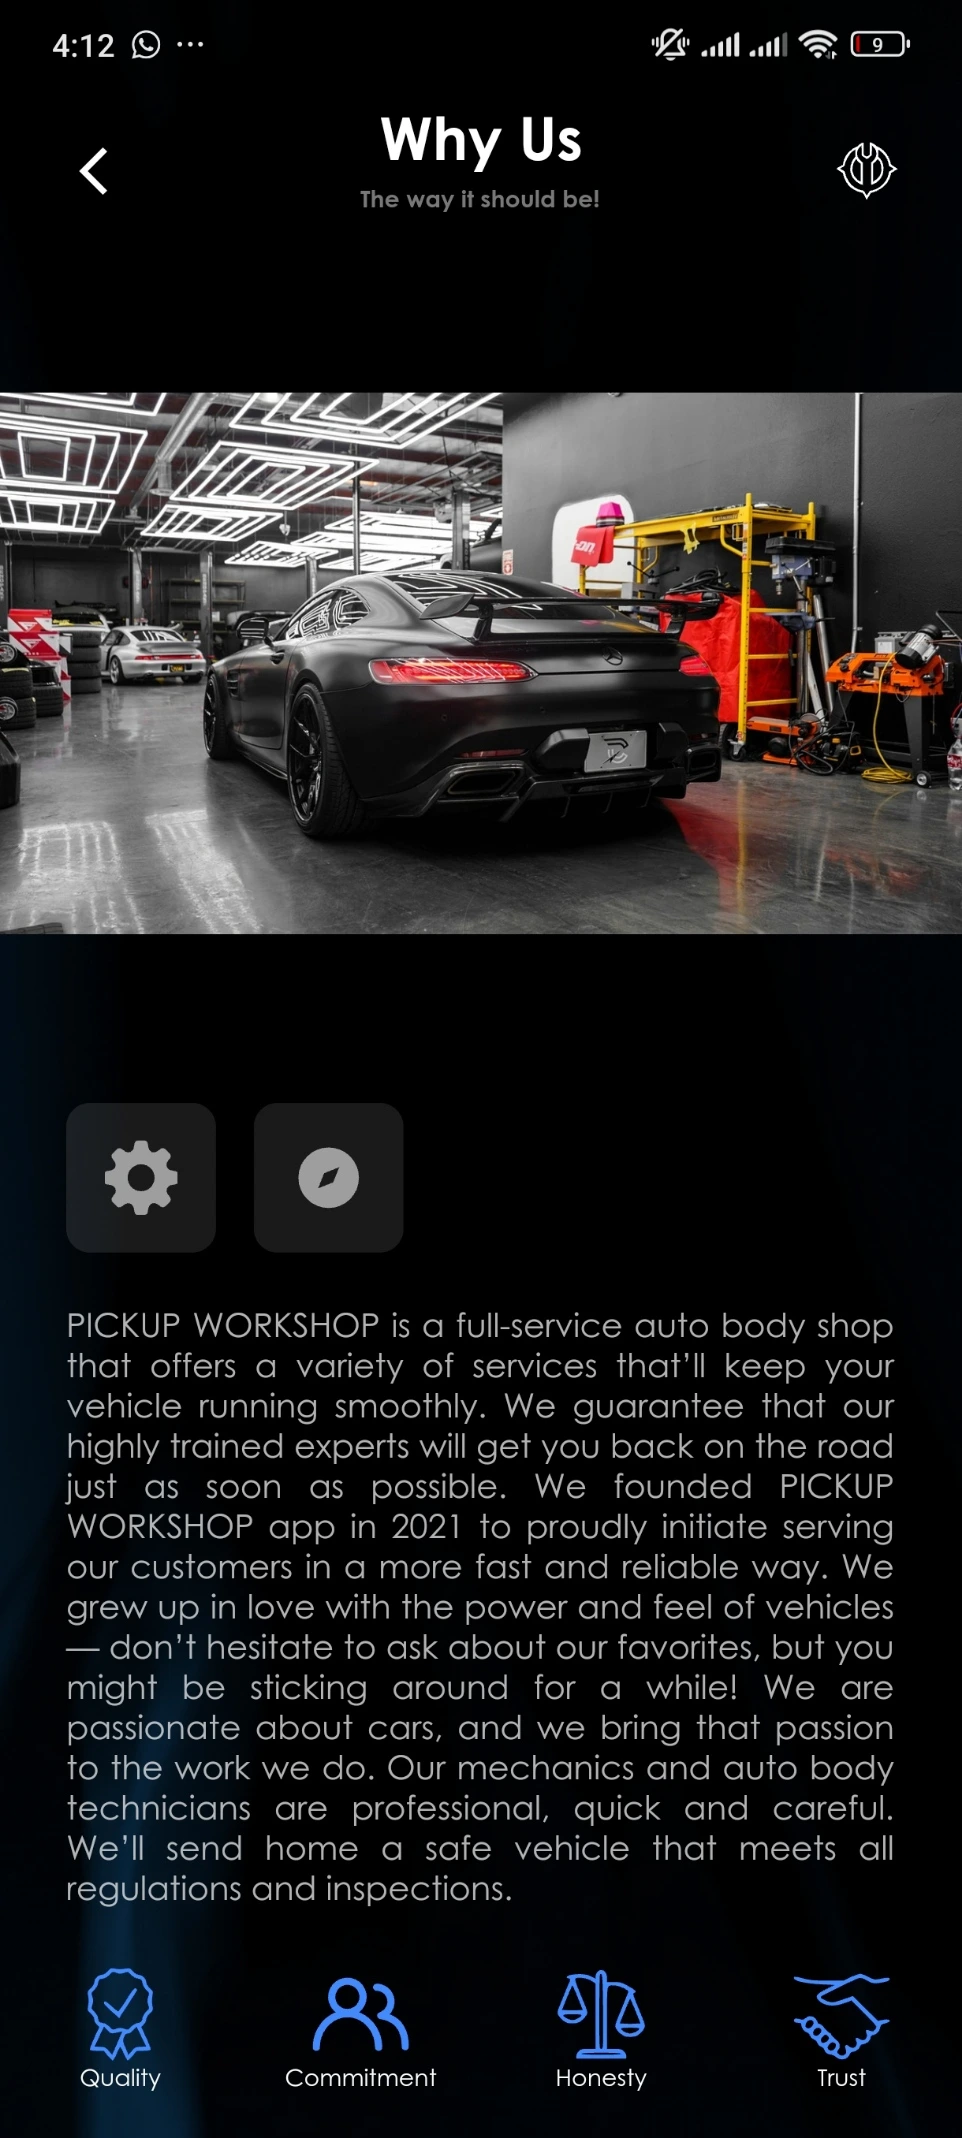 4:12
9
Why Us
The way it should be!
PICKUP WORKSHOP is a full-service auto body shop
that offers a variety of services that’ll keep your
vehicle running smoothly. We guarantee that our
highly trained experts will get you back on the road
just as soon as possible. We founded PICKUP
WORKSHOP app in 2021 to proudly initiate serving
our customers in a more fast and reliable way. We
grew up in love with the power and feel of vehicles
— don’t hesitate to ask about our favorites, but you
might be sticking around for a while! We are
passionate about cars, and we bring that passion
to the work we do. Our mechanics and auto body
technicians are professional, quick and careful.
We’ll send home a safe vehicle that meets all
regulations and inspections.
Quality
Commitment
Honesty
Trust